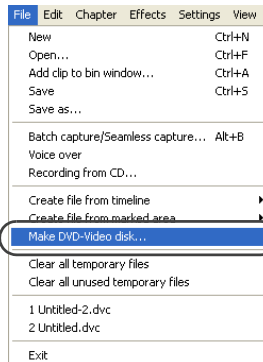 File Edit Chapter Effects Settings View
New Ctrl+N
Open... Ctrl+F
Add clip to bin window... Ctrl+A
Save Ctrl+S
Save as...
Batch capture/Seamless capture... Alt+B
Voice over
Recording from CD...
Create file from timeline
Create file from marked area
Make DVD-Video disk...
Clear all temporary files
Clear all unused temporary files
1 Untitled-2.dvc
2 Untitled.dvc
Exit